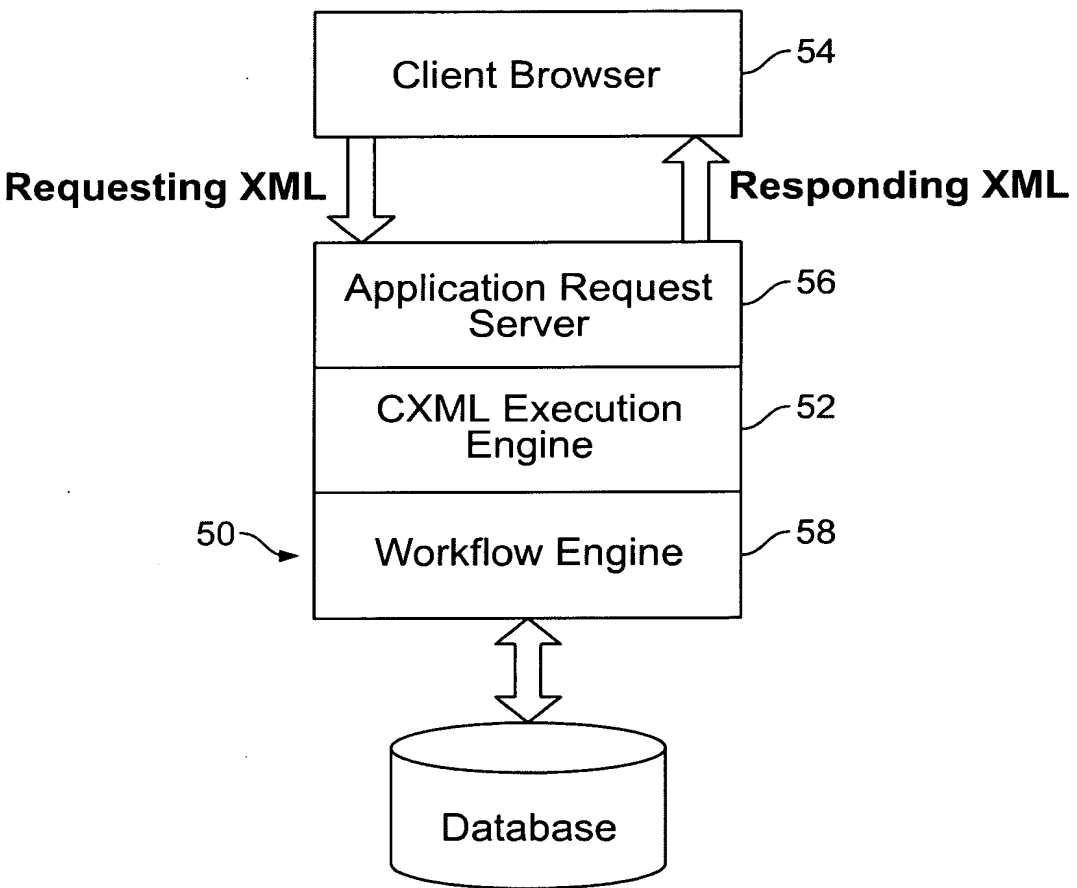 Client Browser
54
Requesting XML
Responding XML
Application Request
Server
56
CXML Execution
Engine
52
50
Workflow Engine
58
Database